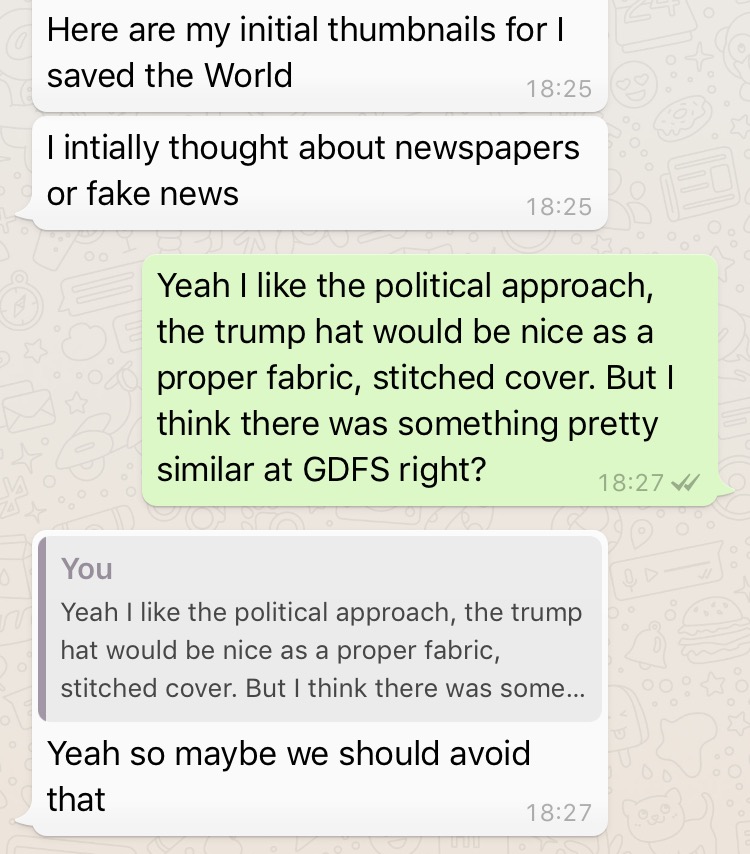 Here are my initial thumbnails for I
saved the World
18:25
I intially thought about newspapers
or fake news
18:25
Yeah I like the political approach,
the trump hat would be nice as a
proper fabric, stitched cover. But I
think there was something pretty
similar at GDFS right?
18:27
You
Yeah I like the political approach, the trump
hat would be nice as a proper fabric,
stitched cover. But I think there was some...
Yeah so maybe we should avoid
that
18:27